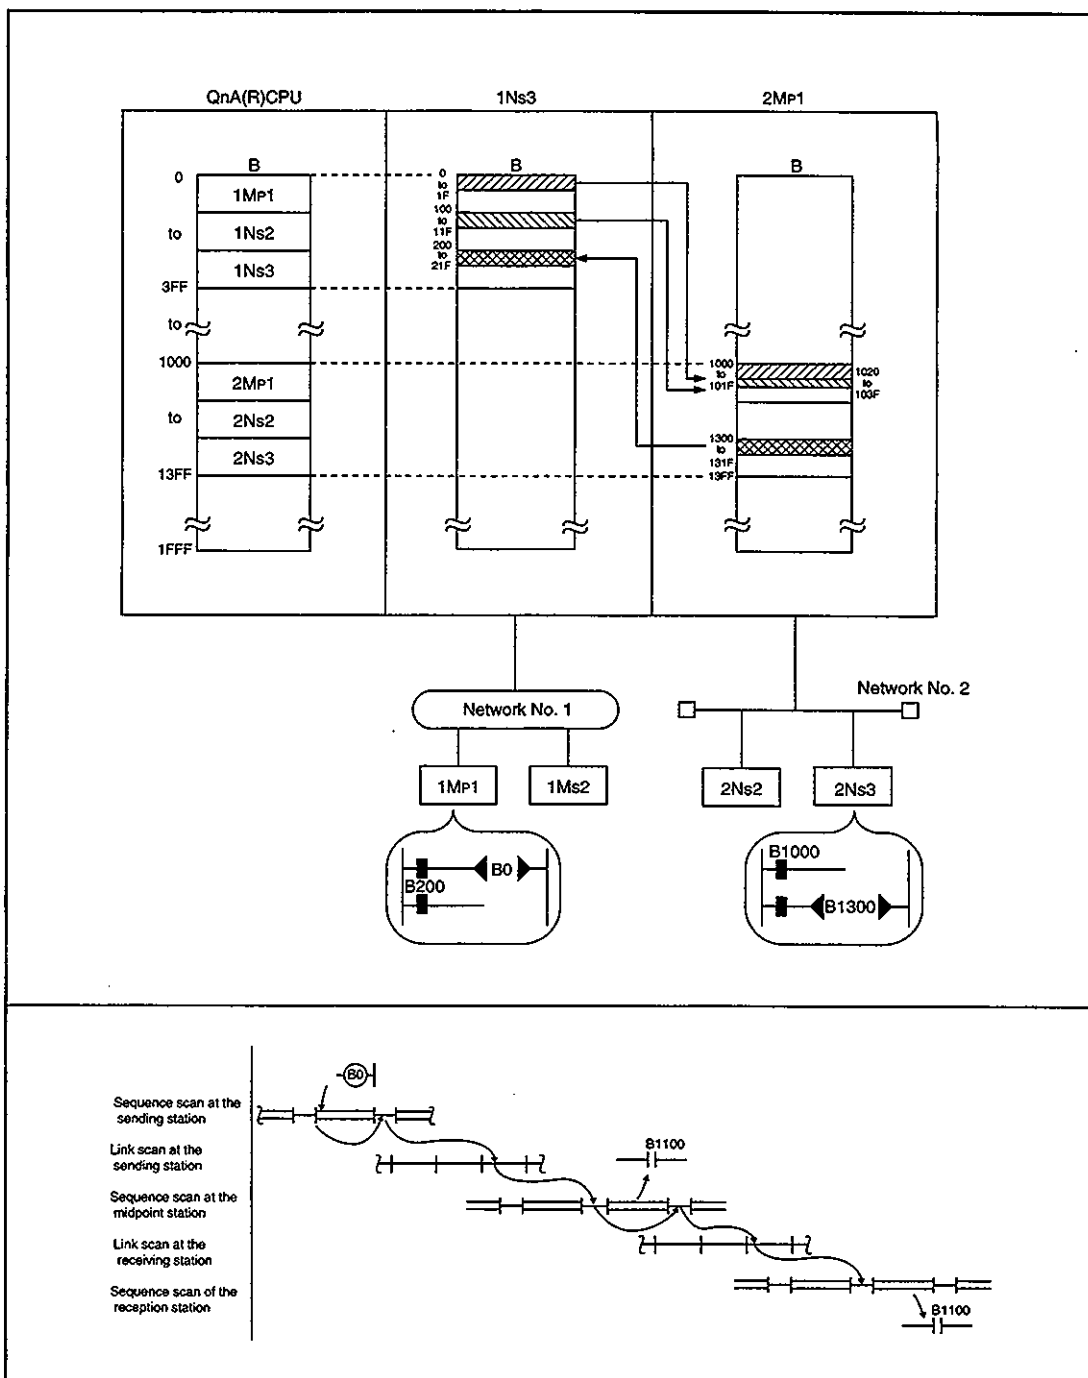 QnA(R)CPU
1Ns3
2MP1
B
0
1MP1
to
1Ns2
1Ns3
3FF
to
1000
2MP1
to
2Ns2
2Ns3
13FF
1FFF
B
0
to
1F
100
to
11F
200
to
21F
B
1000
to
101F
1020
to
103F
1300
to
131F
13FF
Network No. 1
Network No. 2
1MP1
1Ms2
2Ns2
2Ns3
B0
B200
B1000
B1300
B0
Sequence scan at the
sending station
Link scan at the
sending station
B1100
Sequence scan at the
midpoint station
Link scan at the
receiving station
Sequence scan of the
reception station
B1100